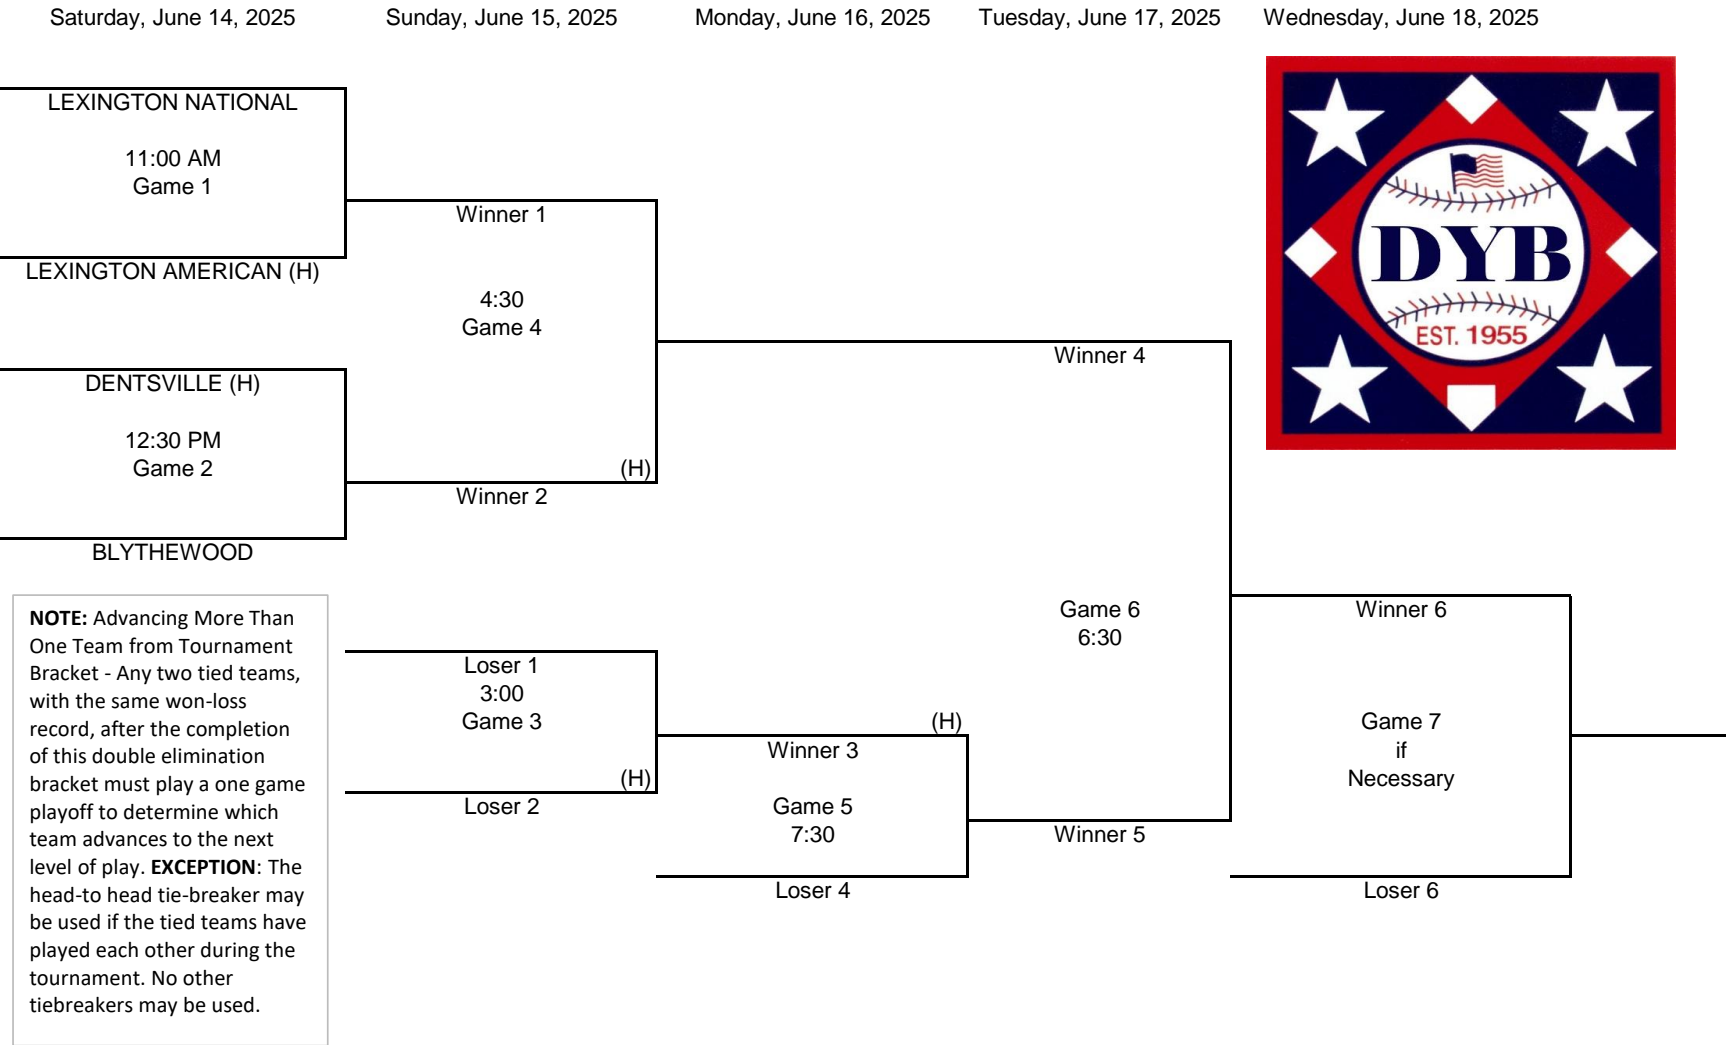 Saturday, June 14, 2025 Sunday, June 15, 2025 Monday, June 16, 2025 Tuesday, June 17, 2025 Wednesday, June 18, 2025
LEXINGTON NATIONAL
11:00 AM
Game 1
LEXINGTON AMERICAN (H)
DENTSVILLE (H)
12:30 PM
Game 2
BLYTHEWOOD
NOTE: Advancing More Than
One Team from Tournament
Bracket - Any two tied teams,
with the same won-loss
record, after the completion
of this double elimination
bracket must play a one game
playoff to determine which
team advances to the next
level of play. EXCEPTION: The
head-to head tie-breaker may
be used if the tied teams have
played each other during the
tournament. No other
tiebreakers may be used.
Winner 1
4:30
Game 4
(H)
Winner 2
Loser 1
3:00
Game 3
(H)
Loser 2
(H)
Winner 3
Game 5
7:30
Loser 4
Winner 4
Game 6
6:30
Winner 5
DYB
EST. 1955
Winner 6
Game 7
if
Necessary
Loser 6